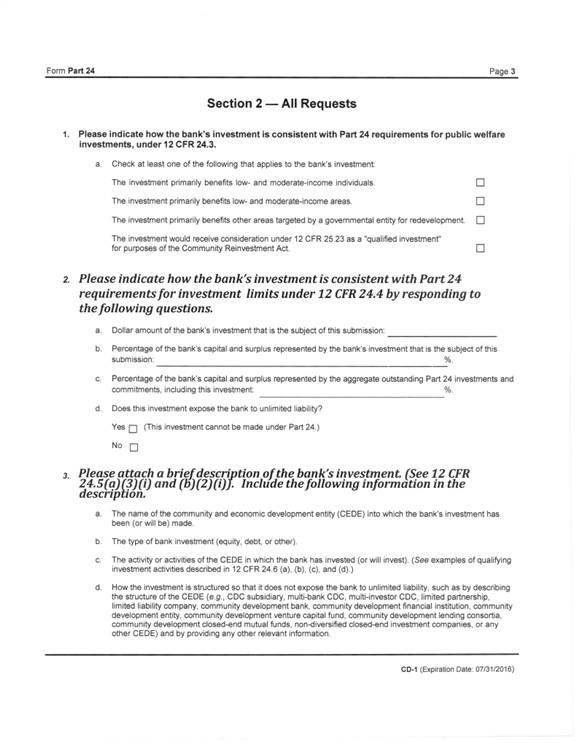 Form Part 24
Page 3
Section 2 — All Requests
1. Please indicate how the bank's investment is consistent with Part 24 requirements for public welfare
investments, under 12 CFR 24.3.
a. Check at least one of the following that applies to the bank's investment:
The investment primarily benefits low- and moderate-income individuals.
The investment primarily benefits low- and moderate-income areas.
The investment primarily benefits other areas targeted by a governmental entity for redevelopment.
The investment would receive consideration under 12 CFR 25.23 as a "qualified investment"
for purposes of the Community Reinvestment Act.
2. Please indicate how the bank's investment is consistent with Part 24
requirements for investment limits under 12 CFR 24.4 by responding to
the following questions.
a. Dollar amount of the bank's investment that is the subject of this submission:
b. Percentage of the bank's capital and surplus represented by the bank's investment that is the subject of this
submission: %.
c. Percentage of the bank's capital and surplus represented by the aggregate outstanding Part 24 investments and
commitments, including this investment: %.
d. Does this investment expose the bank to unlimited liability?
Yes (This investment cannot be made under Part 24.)
No
3. Please attach a brief description of the bank's investment. (See 12 CFR
24.5(a)(3)(i) and (b)(2)(i)]. Include the following information in the
description.
a. The name of the community and economic development entity (CEDE) into which the bank's investment has
been (or will be) made.
b. The type of bank investment (equity, debt, or other).
c. The activity or activities of the CEDE in which the bank has invested (or will invest). (See examples of qualifying
investment activities described in 12 CFR 24.6 (a), (b), (c), and (d).)
d. How the investment is structured so that it does not expose the bank to unlimited liability, such as by describing
the structure of the CEDE (e.g., CDC subsidiary, multi-bank CDC, multi-investor CDC, limited partnership,
limited liability company, community development bank, community development financial institution, community
development entity, community development venture capital fund, community development lending consortia,
community development closed-end mutual funds, non-diversified closed-end investment companies, or any
other CEDE) and by providing any other relevant information.
CD-1 (Expiration Date: 07/31/2016)